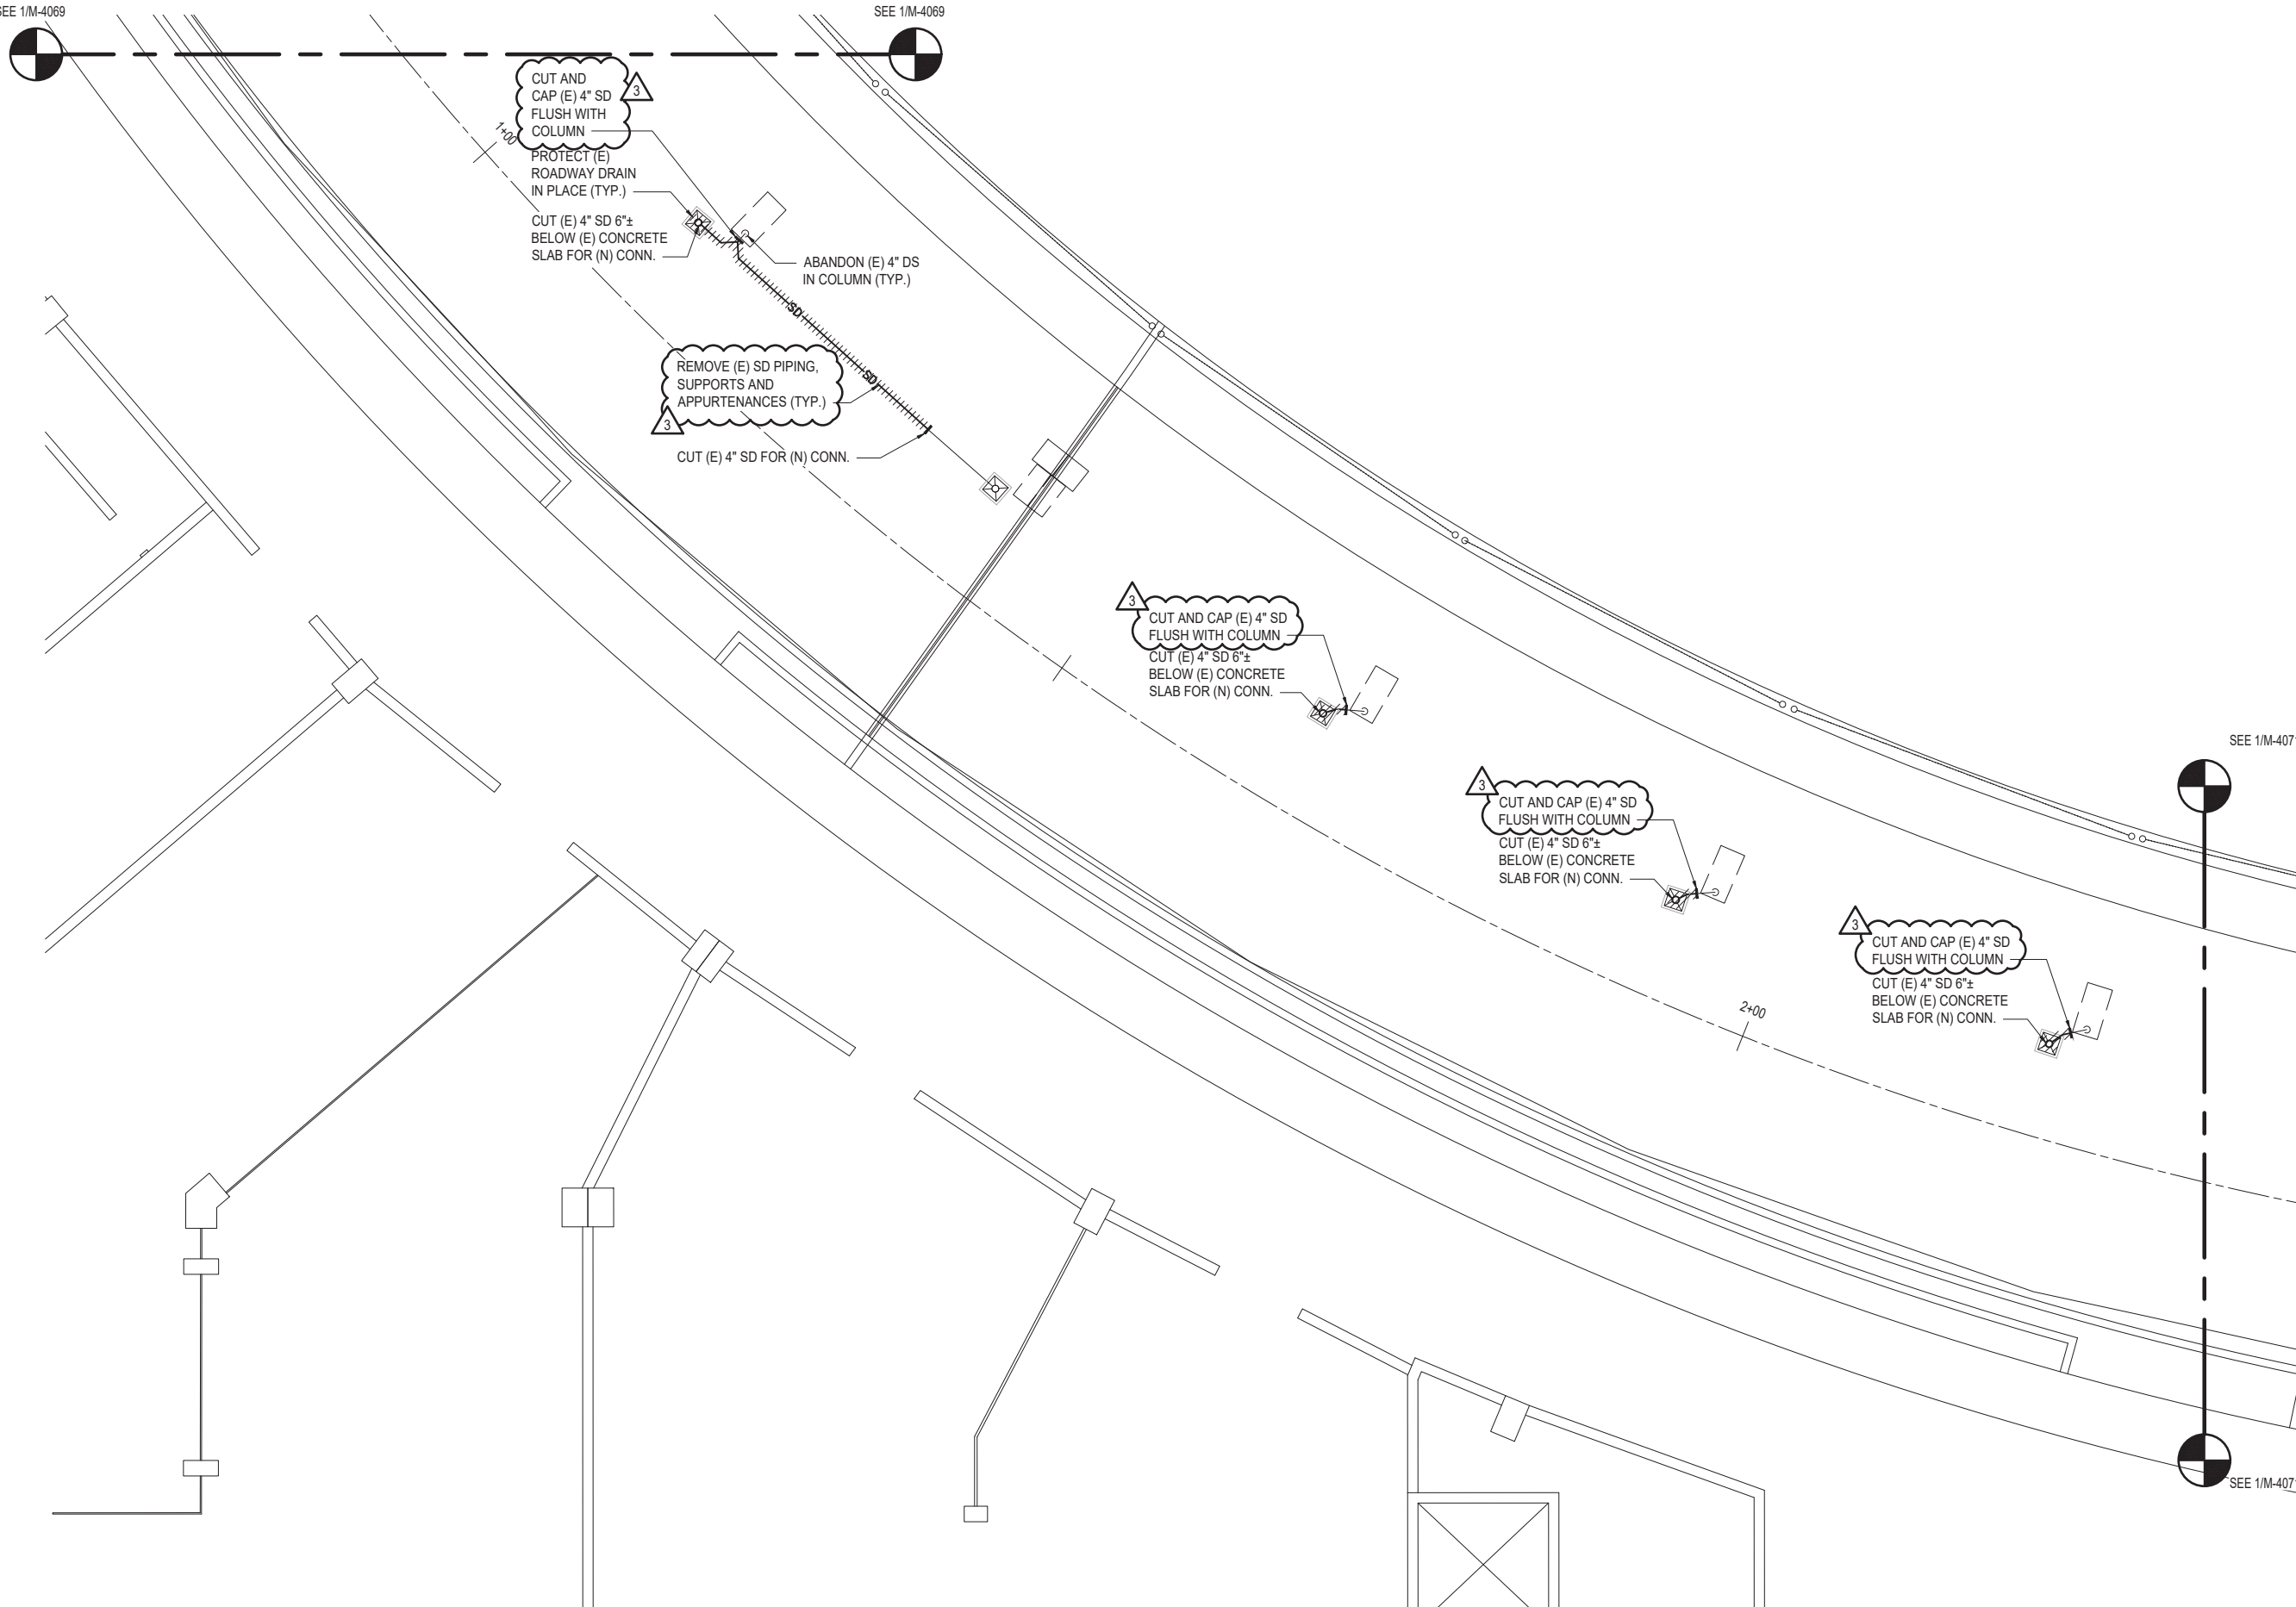 SEE 1/M-4069
SEE 1/M-4069
CUT AND
CAP (E) 4" SD
FLUSH WITH
COLUMN
3
1+00
PROTECT (E)
ROADWAY DRAIN
IN PLACE (TYP.)
CUT (E) 4" SD 6"±
BELOW (E) CONCRETE
SLAB FOR (N) CONN.
ABANDON (E) 4" DS
IN COLUMN (TYP.)
SD
SD
REMOVE (E) SD PIPING,
SUPPORTS AND
APPURTENANCES (TYP.)
3
CUT (E) 4" SD FOR (N) CONN.
3
CUT AND CAP (E) 4" SD
FLUSH WITH COLUMN
CUT (E) 4" SD 6"±
BELOW (E) CONCRETE
SLAB FOR (N) CONN.
SEE 1/M-407
3
CUT AND CAP (E) 4" SD
FLUSH WITH COLUMN
CUT (E) 4" SD 6"±
BELOW (E) CONCRETE
SLAB FOR (N) CONN.
3
CUT AND CAP (E) 4" SD
FLUSH WITH COLUMN
CUT (E) 4" SD 6"±
BELOW (E) CONCRETE
SLAB FOR (N) CONN.
2+00
SEE 1/M-407